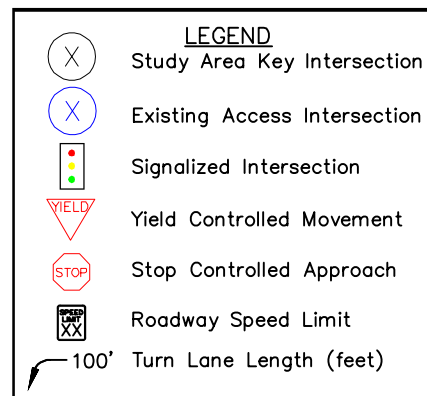 LEGEND
X Study Area Key Intersection
X Existing Access Intersection
Signalized Intersection
YIELD Yield Controlled Movement
STOP Stop Controlled Approach
SPEED LIMIT XX Roadway Speed Limit
100' Turn Lane Length (feet)